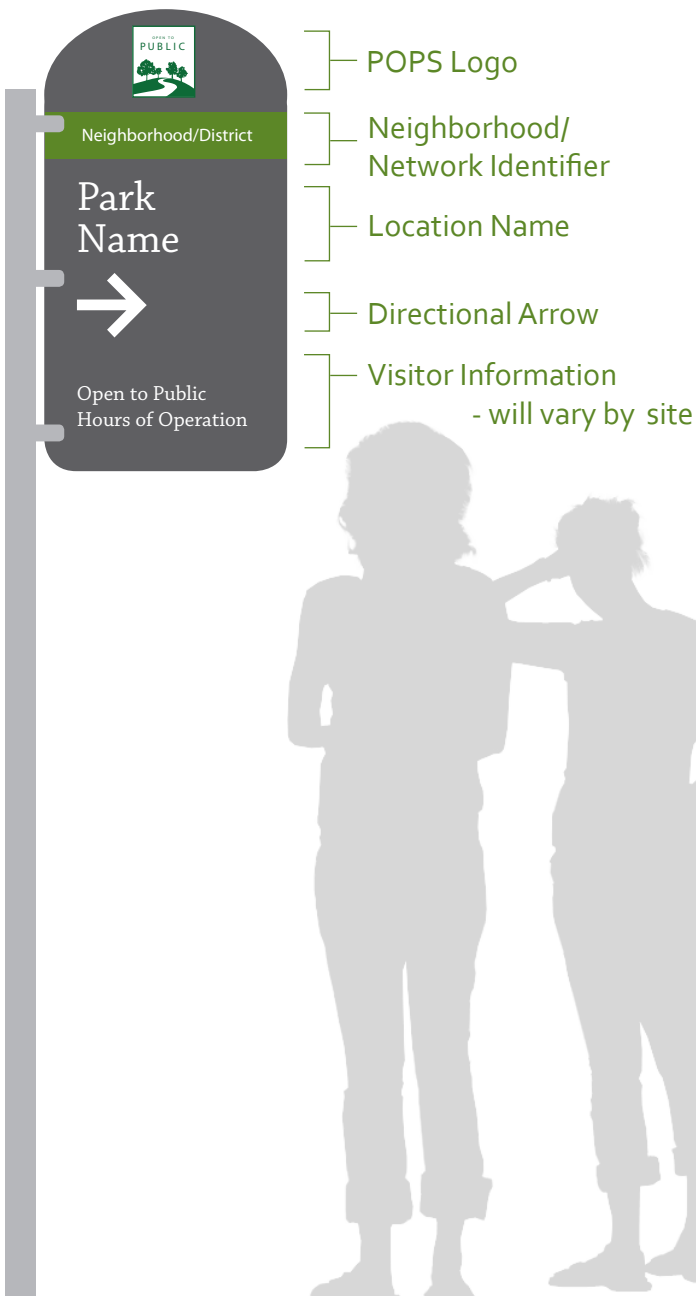 OPEN TO
PUBLIC
Neighborhood/District
Park
Name
Open to Public
Hours of Operation
POPS Logo
Neighborhood/
Network Identifier
Location Name
Directional Arrow
Visitor Information
- will vary by site